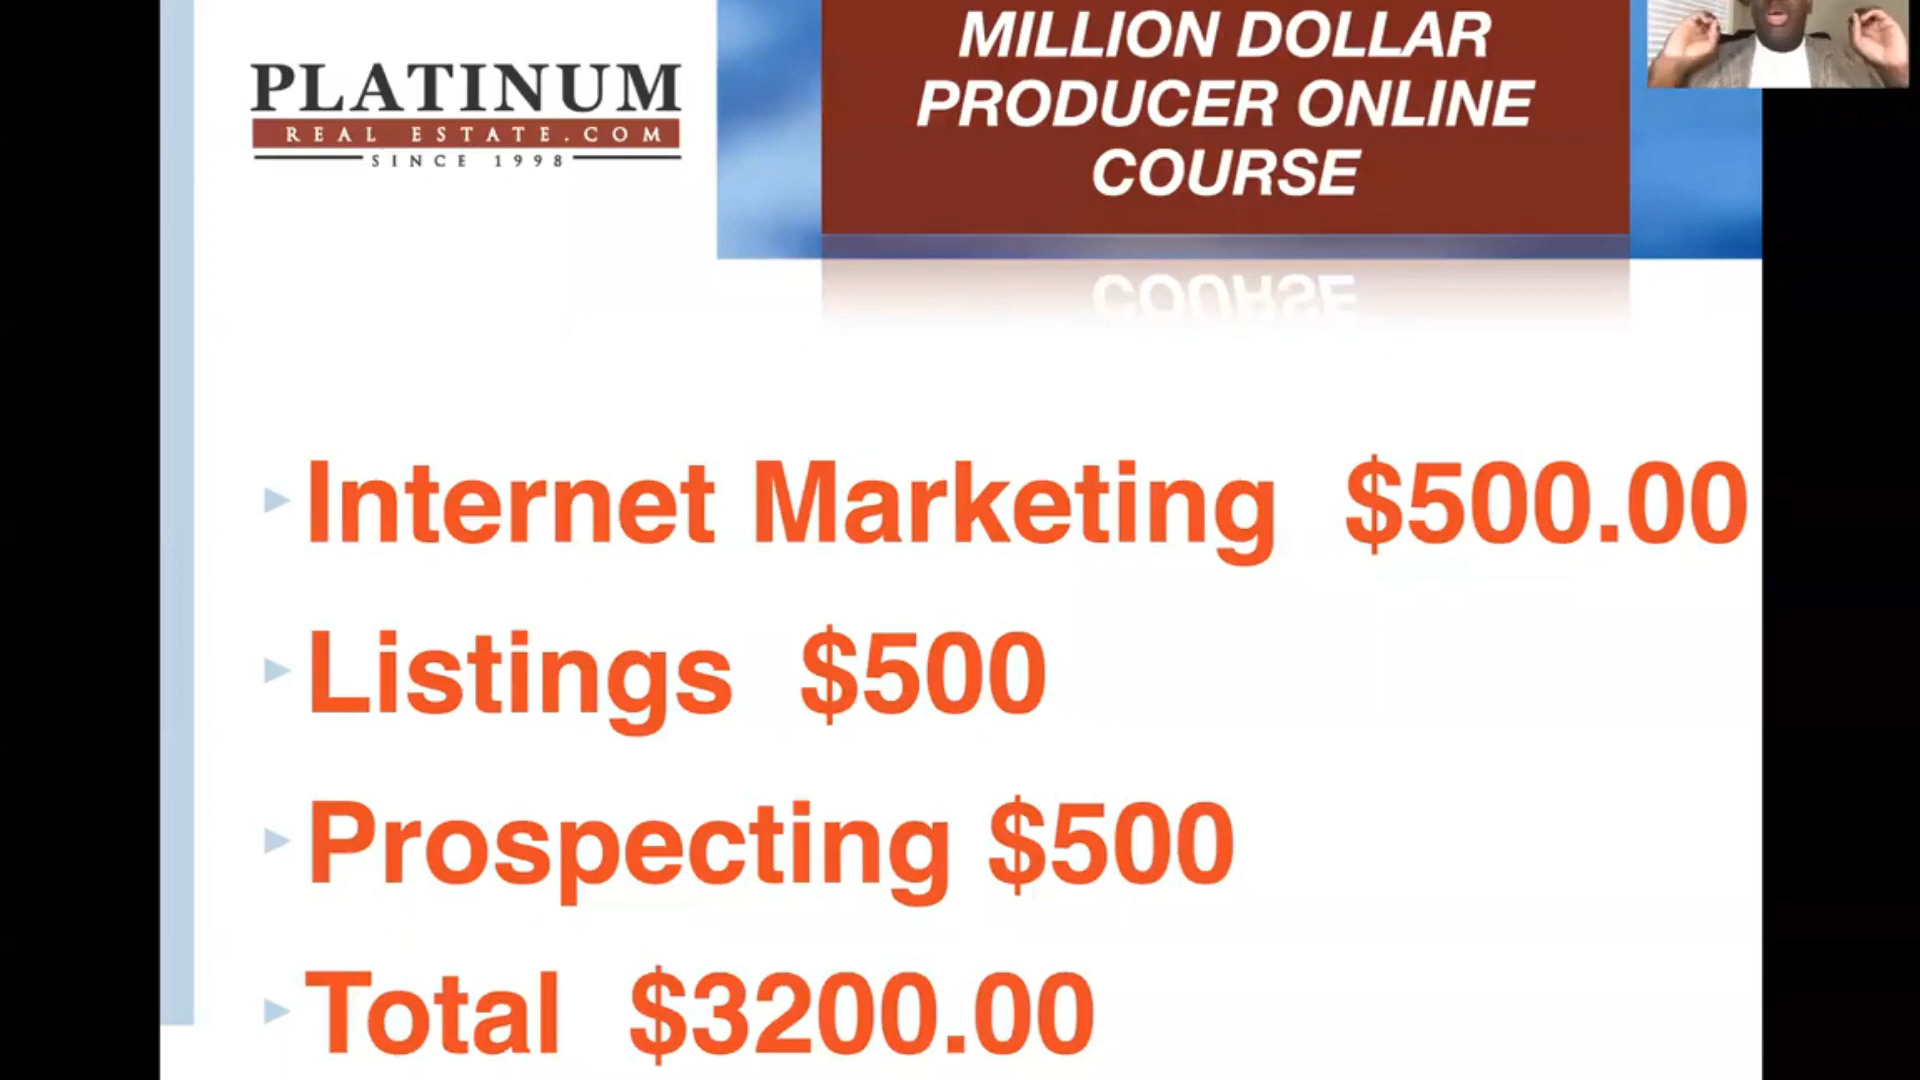 PLATINUM
REAL ESTATE.COM
SINCE 1998
MILLION DOLLAR
PRODUCER ONLINE
COURSE
Internet Marketing $500.00
Listings $500
Prospecting $500
Total $3200.00